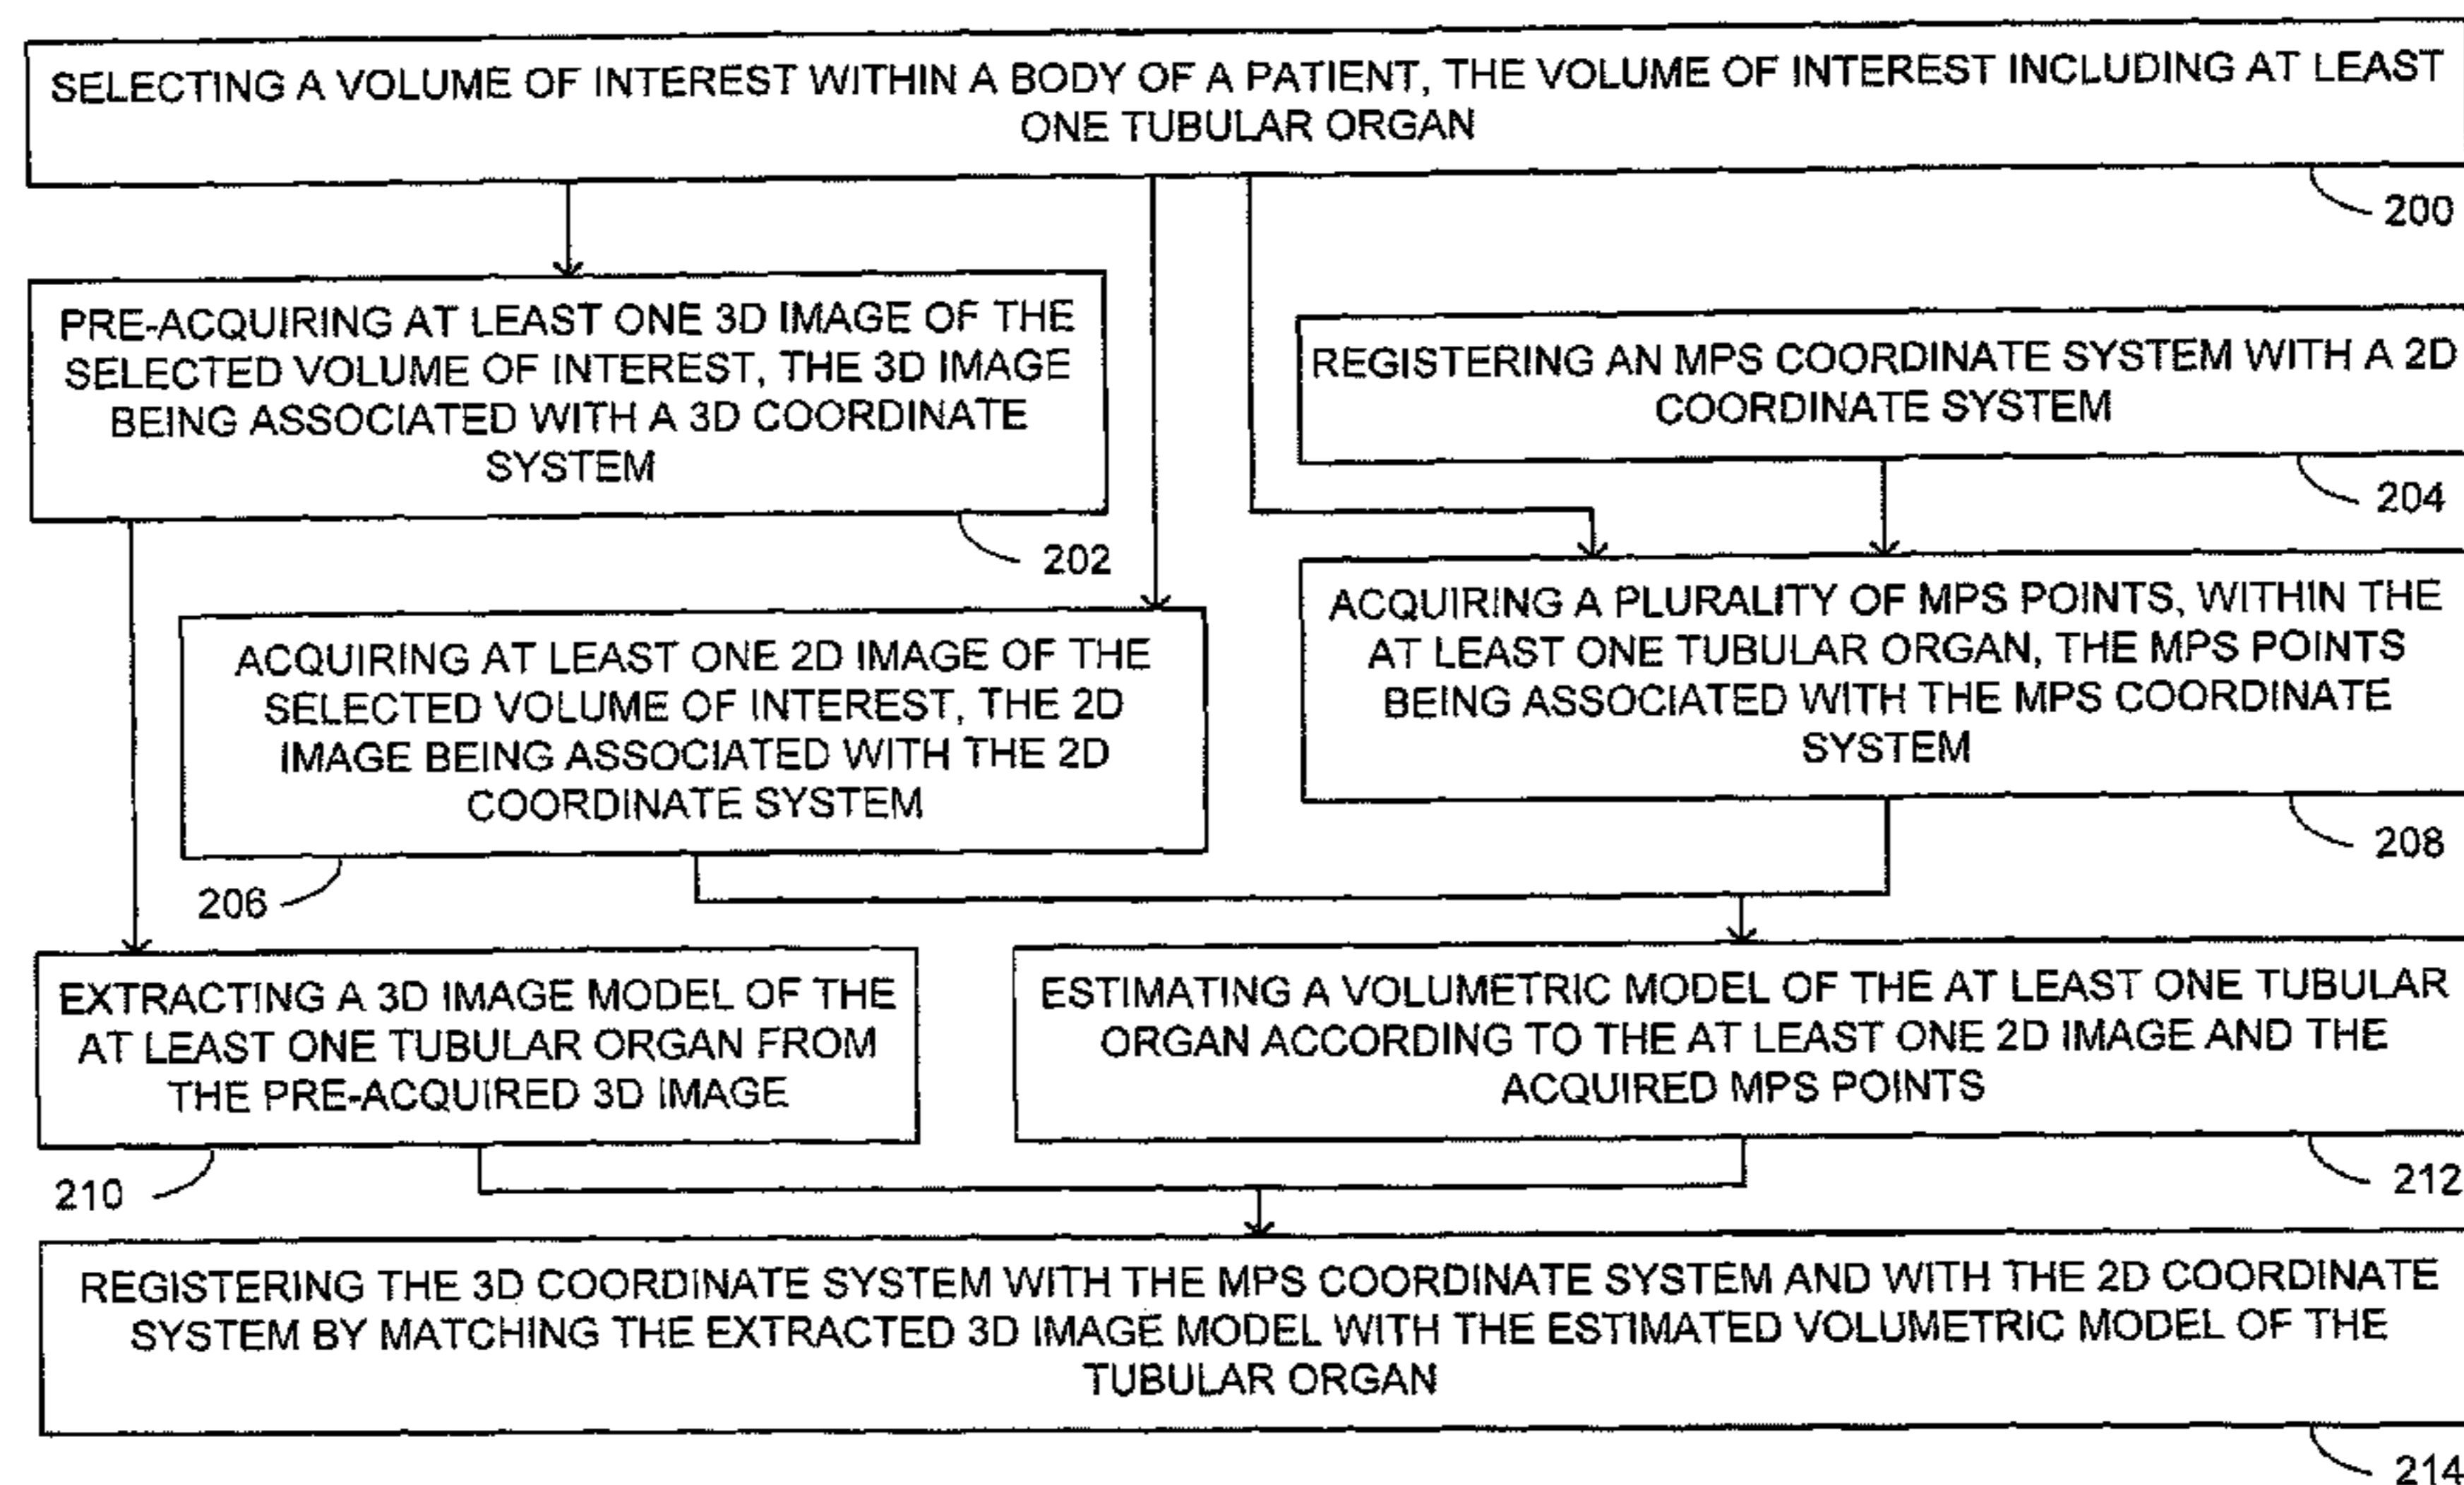 SELECTING A VOLUME OF INTEREST WITHIN A BODY OF A PATIENT, THE VOLUME OF INTEREST INCLUDING AT LEAST
ONE TUBULAR ORGAN
200
PRE-ACQUIRING AT LEAST ONE 3D IMAGE OF THE
SELECTED VOLUME OF INTEREST, THE 3D IMAGE
BEING ASSOCIATED WITH A 3D COORDINATE
SYSTEM
202
REGISTERING AN MPS COORDINATE SYSTEM WITH A 2D
COORDINATE SYSTEM
204
ACQUIRING AT LEAST ONE 2D IMAGE OF THE
SELECTED VOLUME OF INTEREST, THE 2D
IMAGE BEING ASSOCIATED WITH THE 2D
COORDINATE SYSTEM
206
ACQUIRING A PLURALITY OF MPS POINTS, WITHIN THE
AT LEAST ONE TUBULAR ORGAN, THE MPS POINTS
BEING ASSOCIATED WITH THE MPS COORDINATE
SYSTEM
208
EXTRACTING A 3D IMAGE MODEL OF THE
AT LEAST ONE TUBULAR ORGAN FROM
THE PRE-ACQUIRED 3D IMAGE
210
ESTIMATING A VOLUMETRIC MODEL OF THE AT LEAST ONE TUBULAR
ORGAN ACCORDING TO THE AT LEAST ONE 2D IMAGE AND THE
ACQUIRED MPS POINTS
212
REGISTERING THE 3D COORDINATE SYSTEM WITH THE MPS COORDINATE SYSTEM AND WITH THE 2D COORDINATE
SYSTEM BY MATCHING THE EXTRACTED 3D IMAGE MODEL WITH THE ESTIMATED VOLUMETRIC MODEL OF THE
TUBULAR ORGAN
214